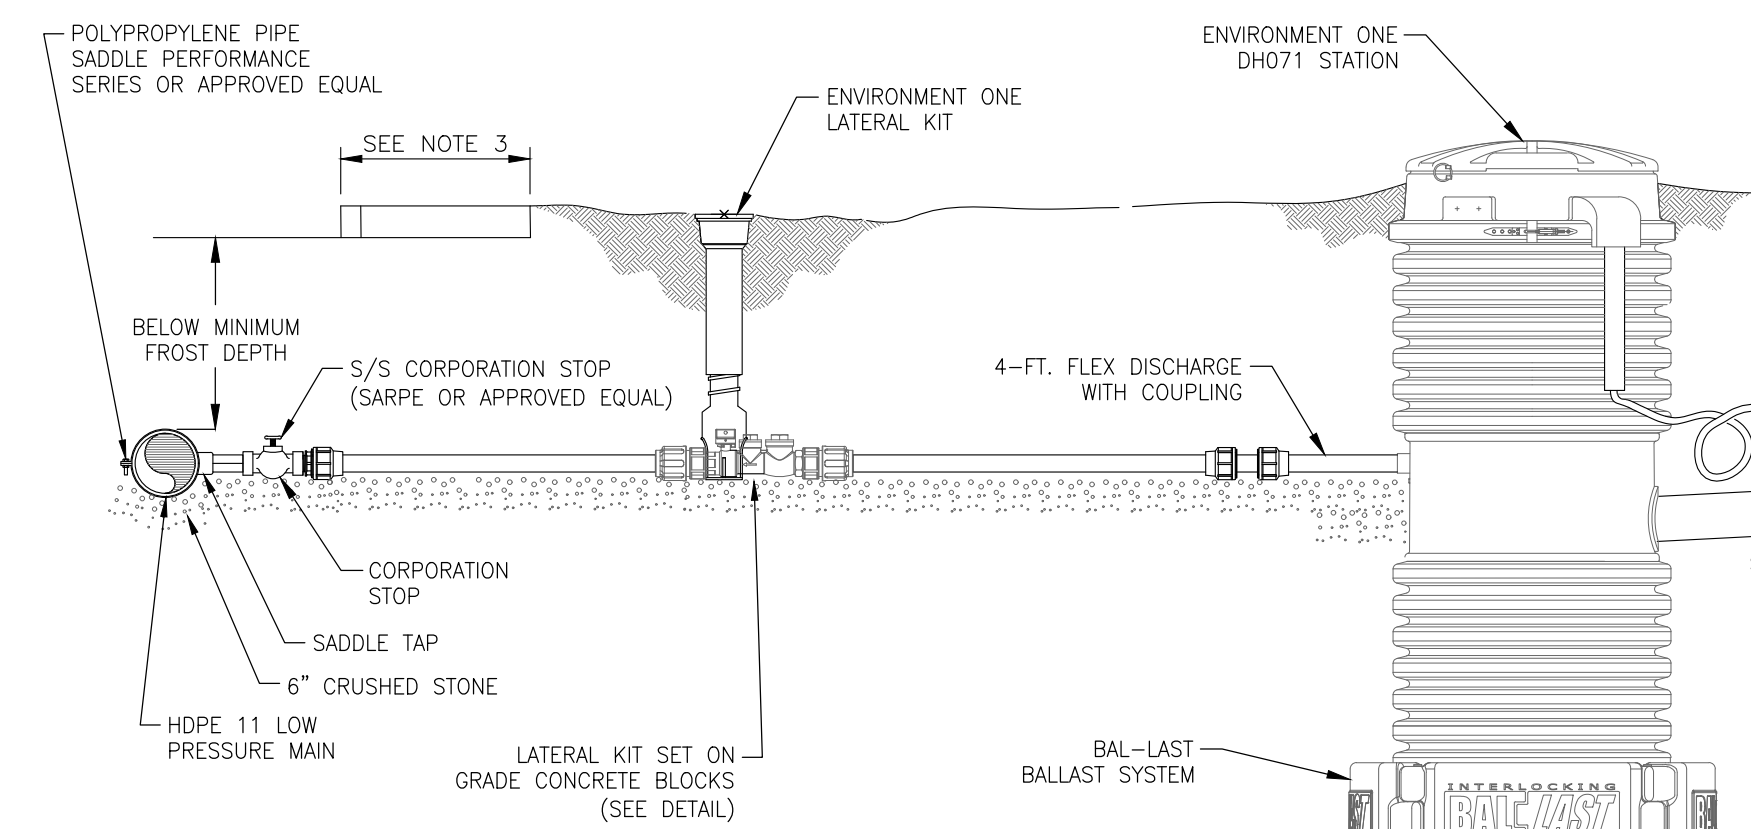 POLYPROPYLENE PIPE
SADDLE PERFORMANCE
SERIES OR APPROVED EQUAL
ENVIRONMENT ONE
DH071 STATION
ENVIRONMENT ONE
LATERAL KIT
SEE NOTE 3
BELOW MINIMUM
FROST DEPTH
S/S CORPORATION STOP
(SARPE OR APPROVED EQUAL)
4-FT. FLEX DISCHARGE
WITH COUPLING
CORPORATION
STOP
SADDLE TAP
6" CRUSHED STONE
HDPE 11 LOW
PRESSURE MAIN
LATERAL KIT SET ON
GRADE CONCRETE BLOCKS
(SEE DETAIL)
BAL-LAST
BALLAST SYSTEM
INTERLOCKING
BAL-LAST